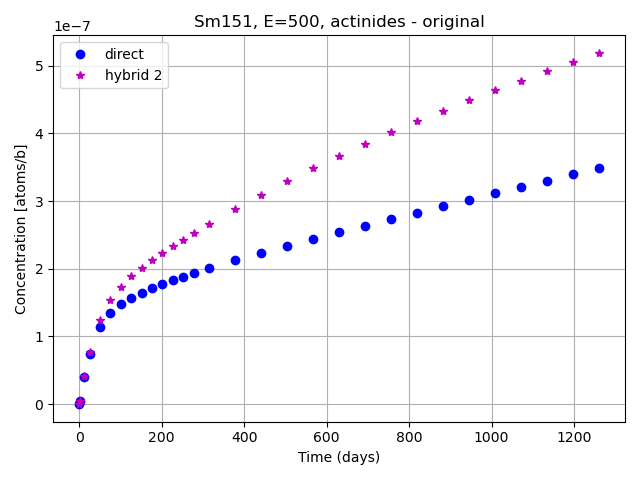 Sm151, E=500, actinides - original
1e−7
direct
hybrid 2
5
4
3
2
1
0
Concentration [atoms/b]
0 200 400 600 800 1000 1200
Time (days)